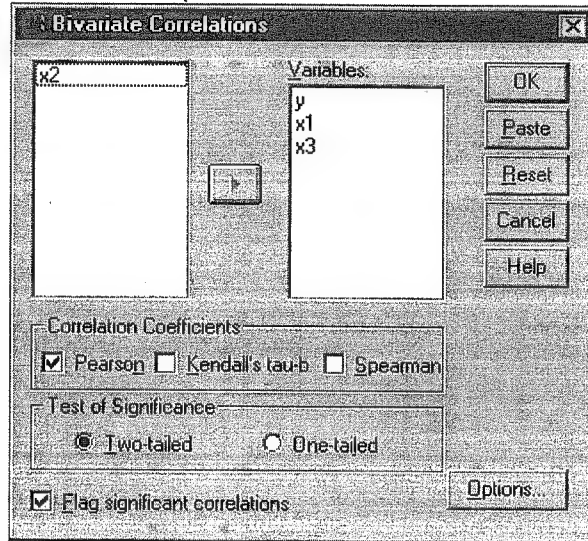 Bivariate Correlations
x2
Variables:
y
x1
x3
OK
Paste
Reset
Cancel
Help
Correlation Coefficients
Pearson
Kendall's tau-b
Spearman
Test of Significance
Two-tailed
One-tailed
Flag significant correlations
Options...